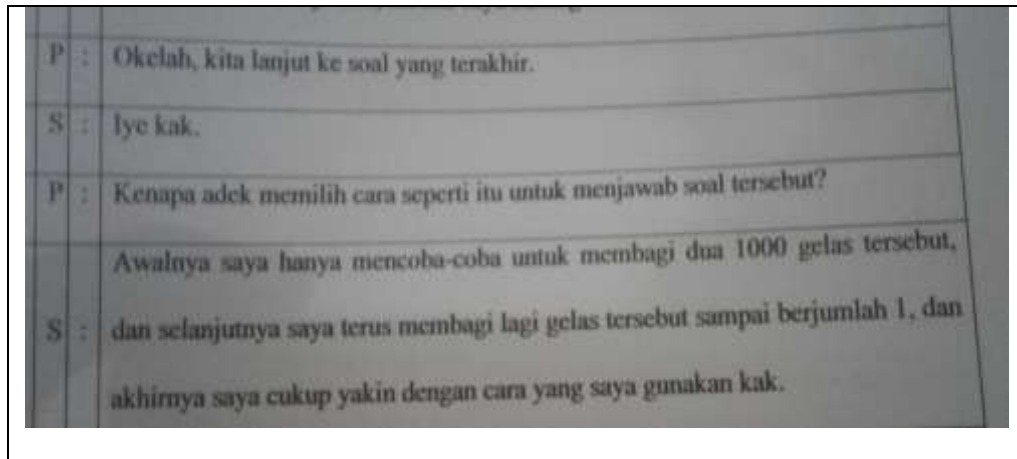 P : Okelah, kita lanjut ke soal yang terakhir.
S : Iye kak.
P : Kenapa adek memilih cara seperti itu untuk menjawab soal tersebut?
Awalnya saya hanya mencoba-coba untuk membagi dua 1000 gelas tersebut,
S : dan selanjutnya saya terus membagi lagi gelas tersebut sampai berjumlah 1, dan
akhirnya saya cukup yakin dengan cara yang saya gunakan kak.